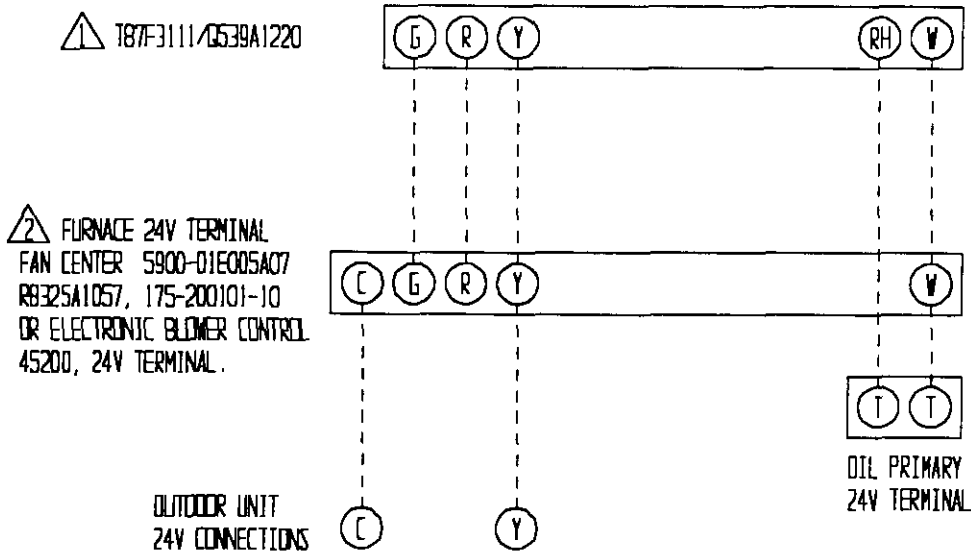 1 T87F3111/Q539A1220
G R Y RH W
2 FURNACE 24V TERMINAL
FAN CENTER 5900-01E005A07
R8325A1057, 175-200101-10
OR ELECTRONIC BLOWER CONTROL
45200, 24V TERMINAL.
C G R Y W
T T
OIL PRIMARY
24V TERMINAL
OUTDOOR UNIT
24V CONNECTIONS
C Y